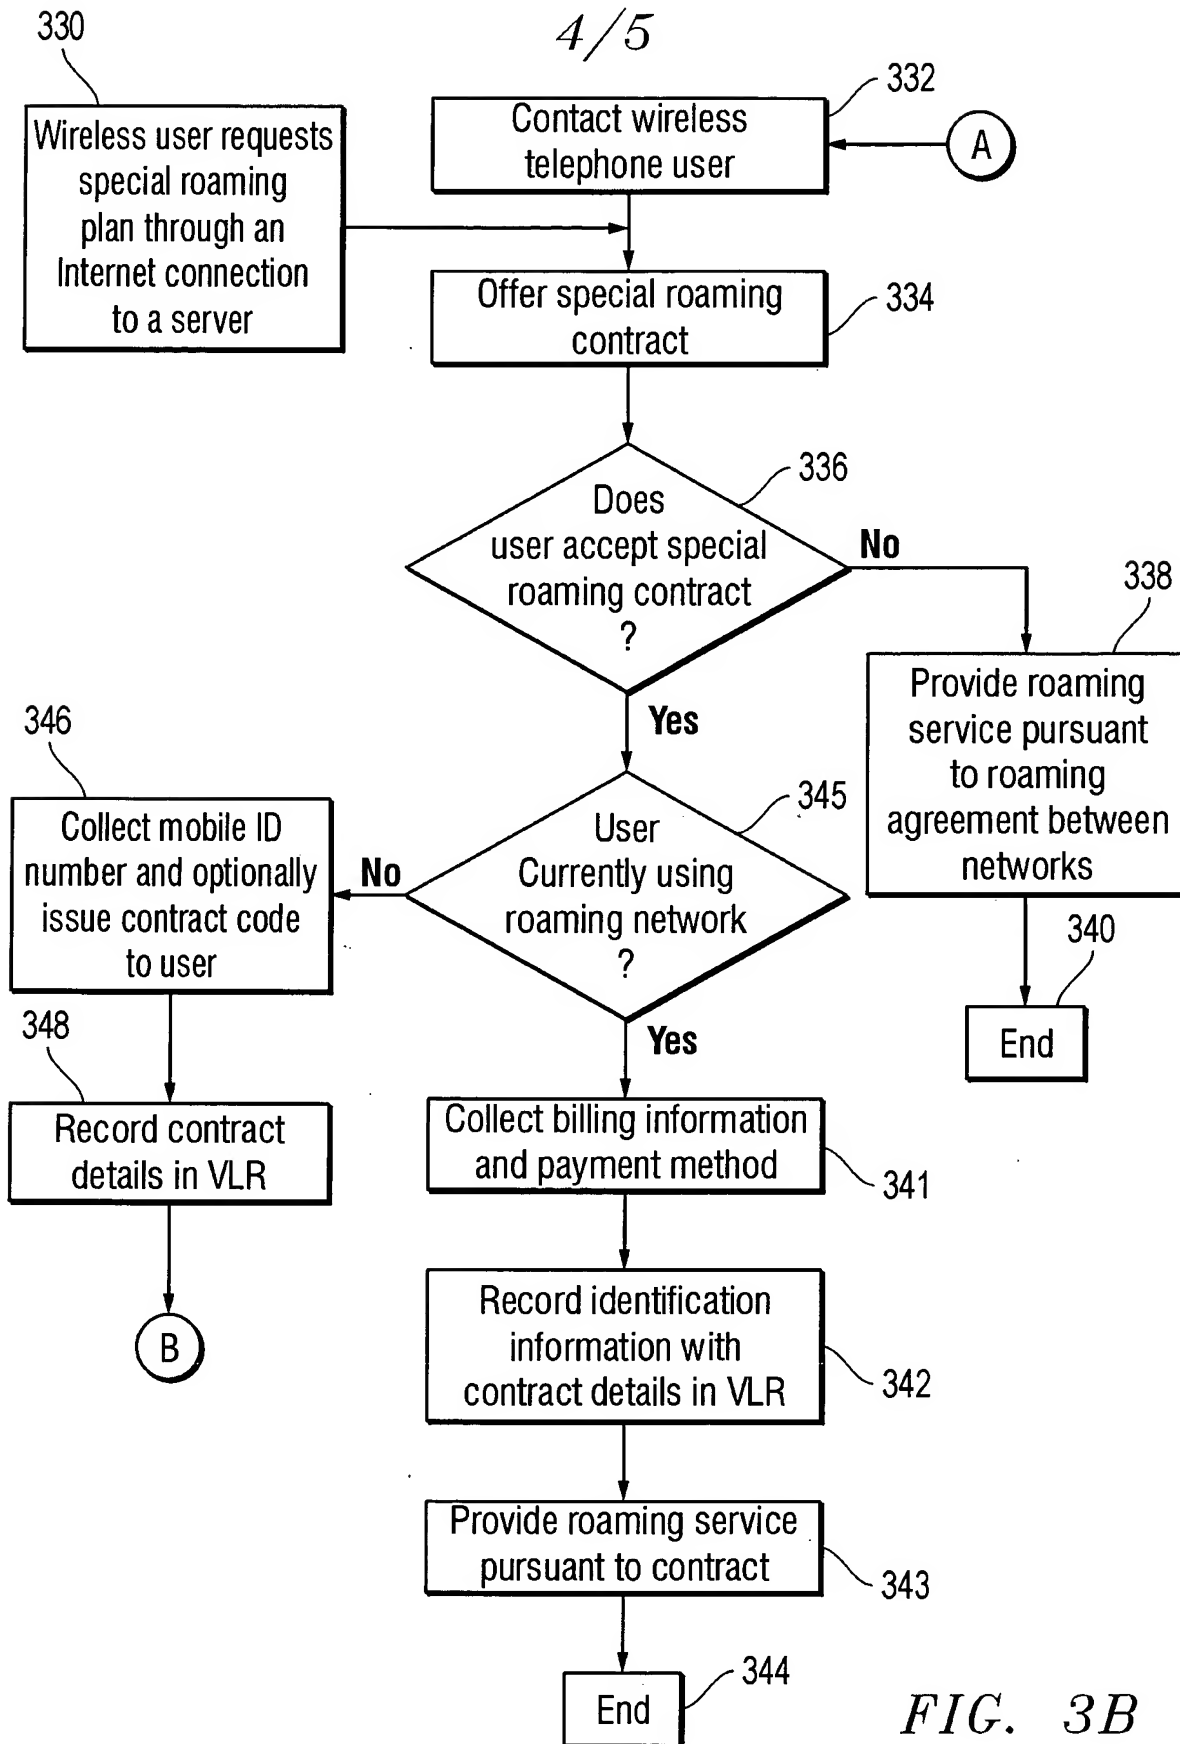 4/5
330
Wireless user requests
special roaming
plan through an
Internet connection
to a server
332
Contact wireless
telephone user
A
Offer special roaming
contract
334
336
Does
user accept special
roaming contract
?
No
Yes
338
Provide roaming
service pursuant
to roaming
agreement between
networks
340
End
345
User
Currently using
roaming network
?
No
Yes
346
Collect mobile ID
number and optionally
issue contract code
to user
348
Record contract
details in VLR
B
Collect billing information
and payment method
341
Record identification
information with
contract details in VLR
342
Provide roaming service
pursuant to contract
343
End
344
FIG. 3B